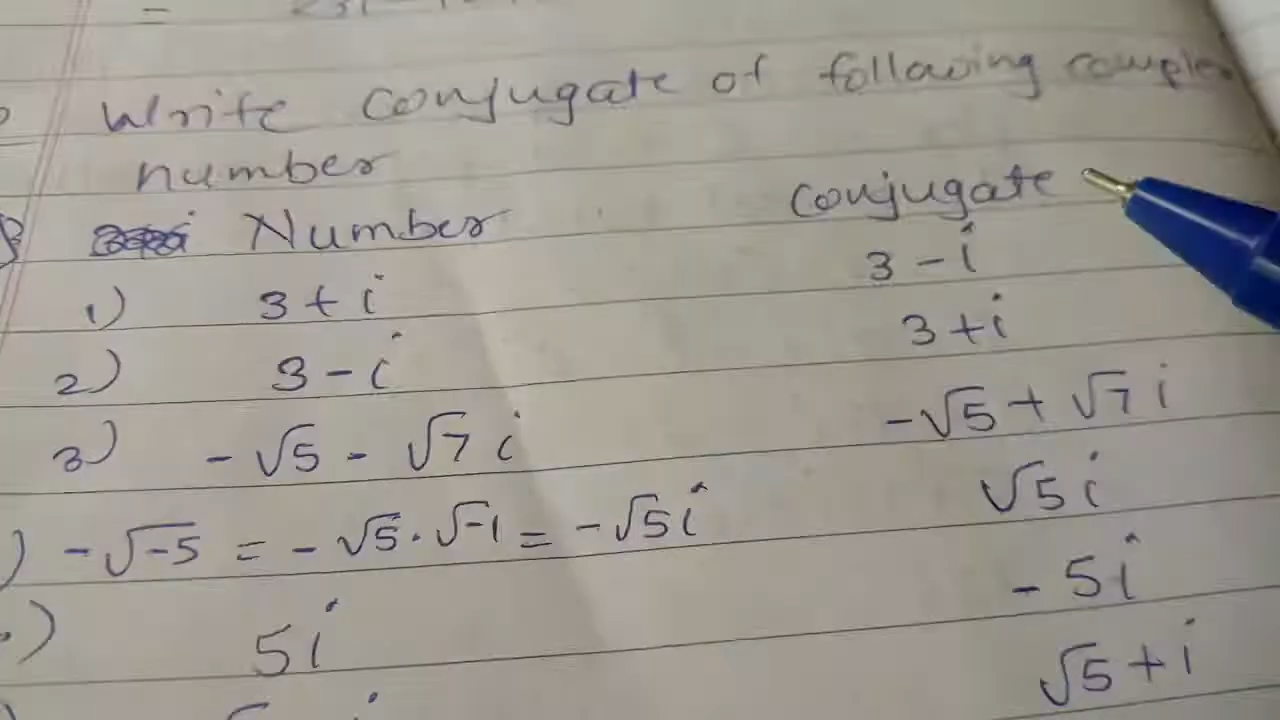 =
Write conjugate of following complex
number
Number conjugate
1) 3 + i 3 - i
2) 3 - i 3 + i
3) - √5 - √7 i -√5 + √7 i
) - √-5 = - √5 . √-1 = - √5 i √5 i
) 5i - 5i
√5 + i